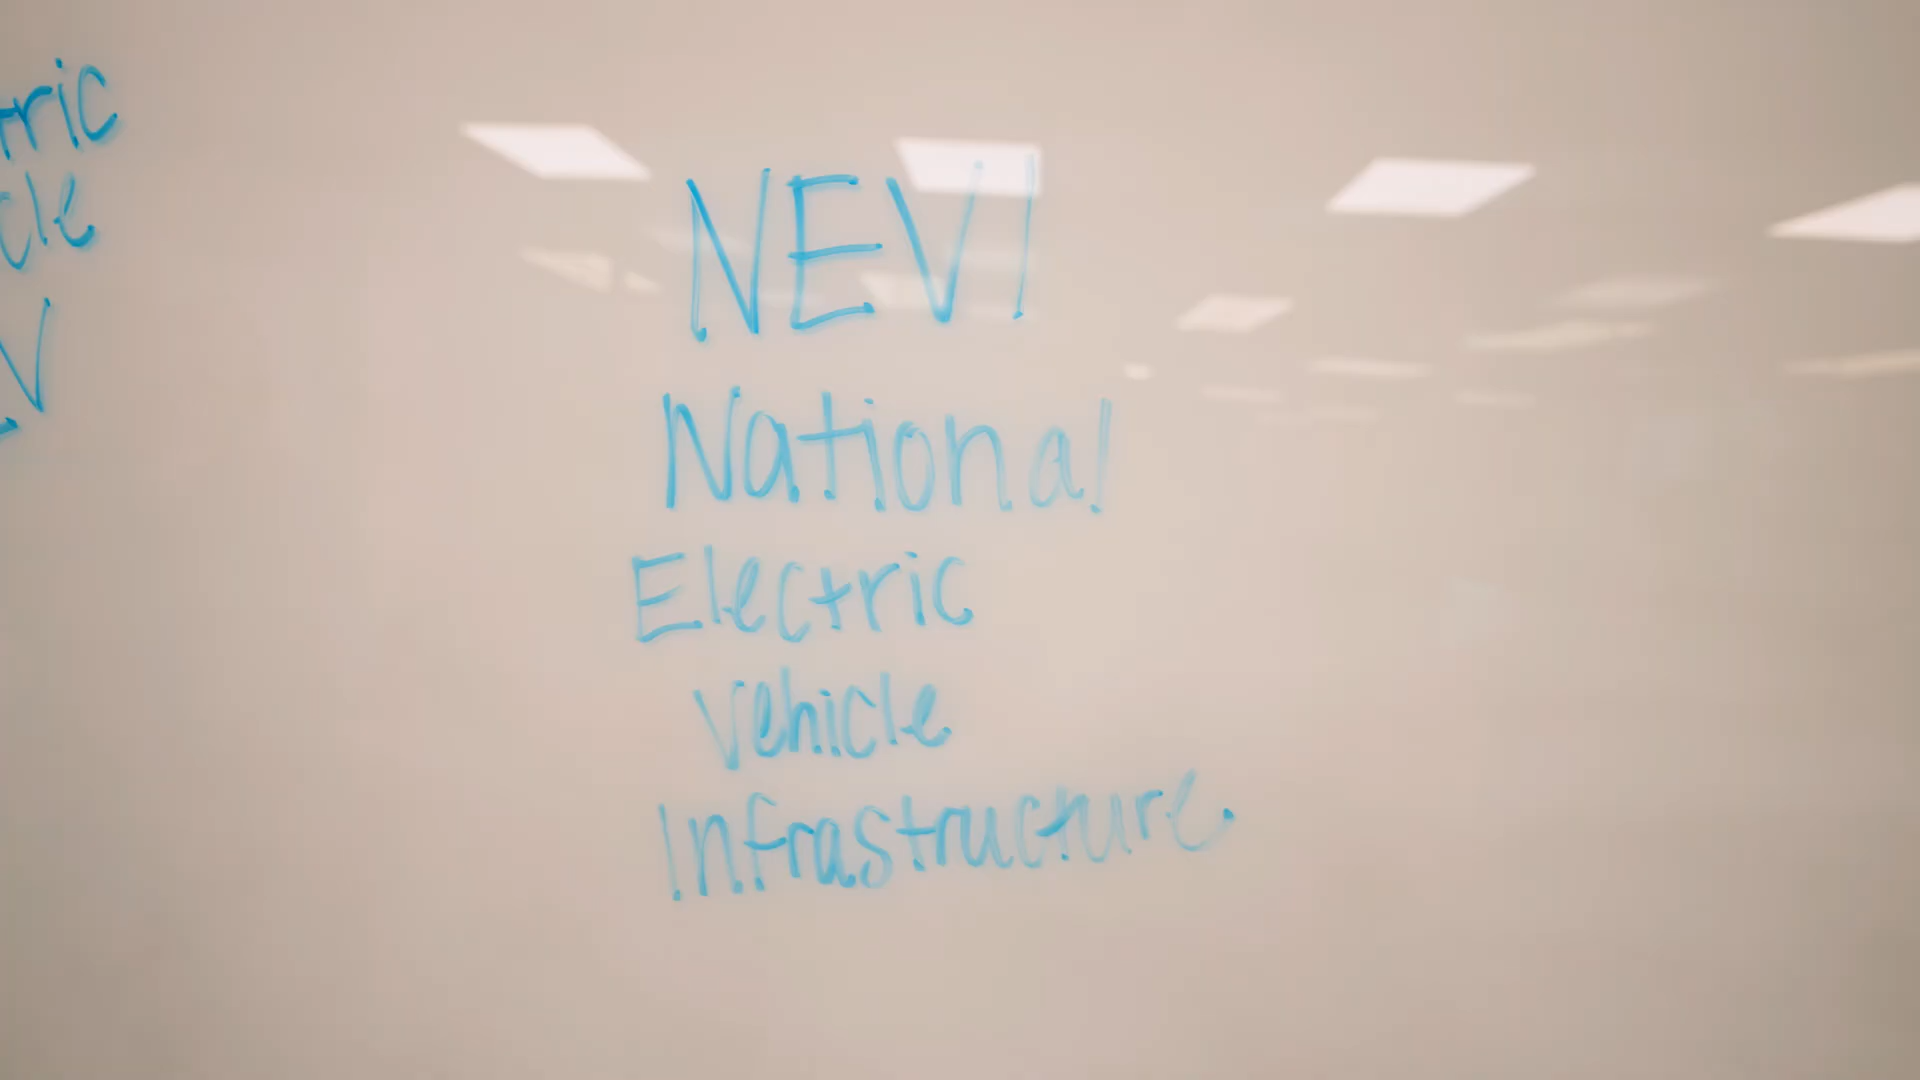 NEVI
National
Electric
Vehicle
Infrastructure.